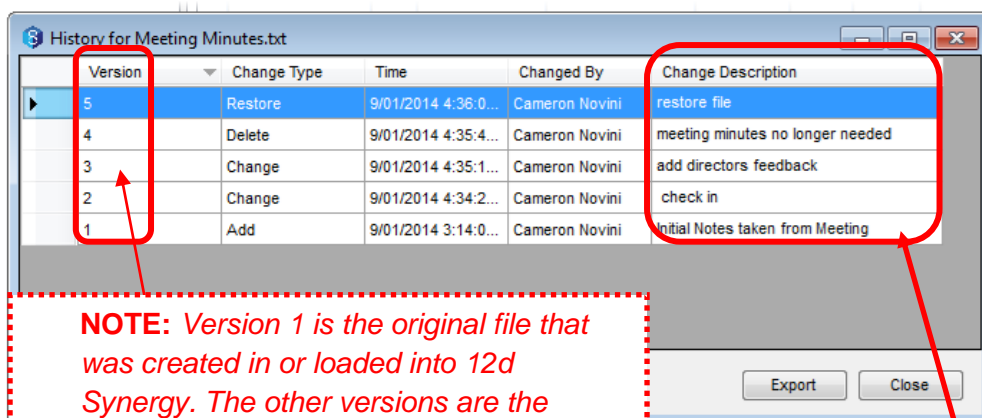 History for Meeting Minutes.txt
Version Change Type Time Changed By Change Description
5 Restore 9/01/2014 4:36:0... Cameron Novini restore file
4 Delete 9/01/2014 4:35:4... Cameron Novini meeting minutes no longer needed
3 Change 9/01/2014 4:35:1... Cameron Novini add directors feedback
2 Change 9/01/2014 4:34:2... Cameron Novini check in
1 Add 9/01/2014 3:14:0... Cameron Novini Initial Notes taken from Meeting
NOTE: Version 1 is the original file that
was created in or loaded into 12d
Synergy. The other versions are the
Export Close